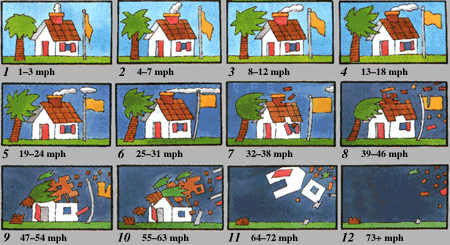 1 1–3 mph
2 4–7 mph
3 8–12 mph
4 13–18 mph
5 19–24 mph
6 25–31 mph
7 32–38 mph
8 39–46 mph
9 47–54 mph
10 55–63 mph
11 64–72 mph
12 73+ mph